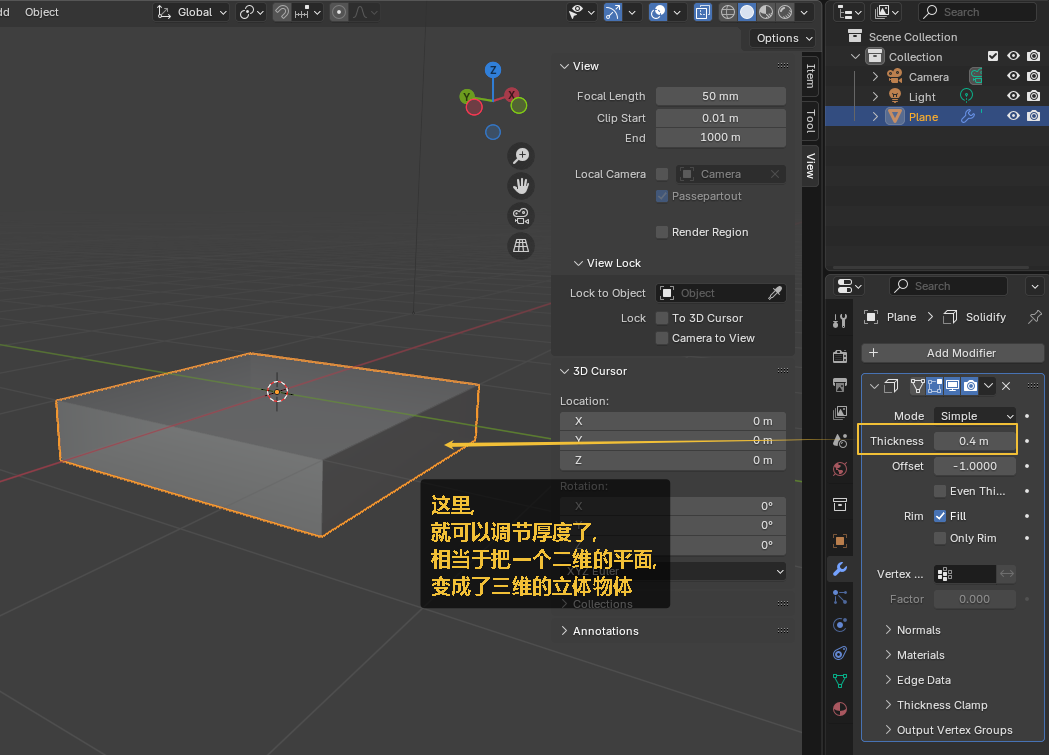 dd Object
Global
Options
Z
Y
X
View
Focal Length 50 mm
Clip Start 0.01 m
End 1000 m
Local Camera Camera
Passepartout
Render Region
View Lock
Lock to Object Object
Lock To 3D Cursor
Camera to View
3D Cursor
Location:
X 0 m
Y 0 m
Z 0 m
Rotation:
X 0°
0°
0°
XYZ Euler
Collections
Annotations
Item
Tool
View
这里,
就可以调节厚度了,
相当于把一个二维的平面,
变成了三维的立体物体
Search
Scene Collection
Collection
Camera
Light
Plane
Search
Plane Solidify
Add Modifier
Mode Simple
Thickness 0.4 m
Offset -1.0000
Even Thi...
Rim Fill
Only Rim
Vertex ...
Factor 0.000
Normals
Materials
Edge Data
Thickness Clamp
Output Vertex Groups